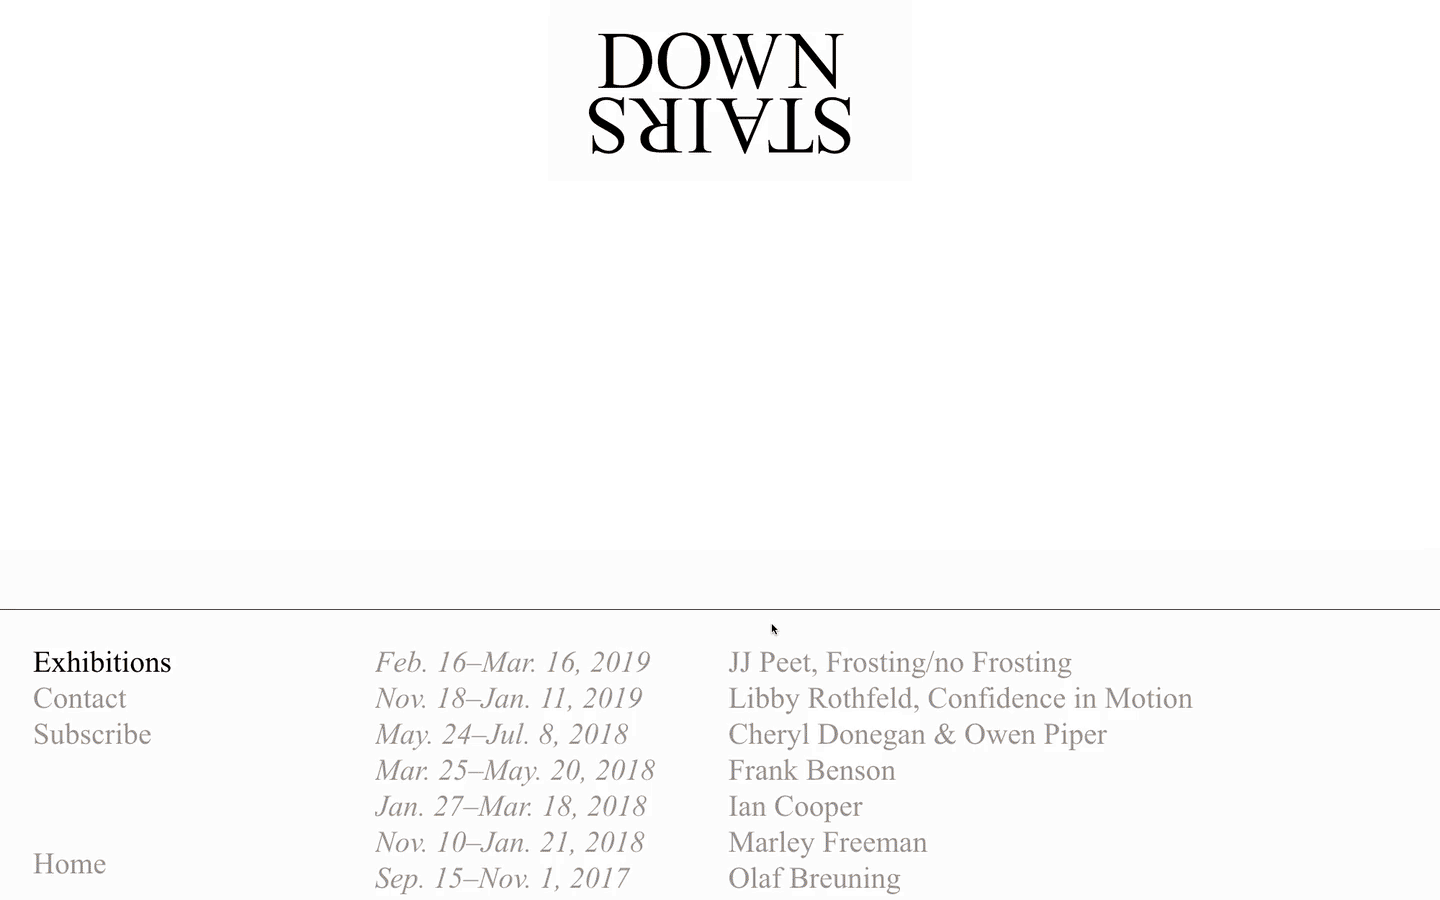 DOWN
STAIRS
Exhibitions
Contact
Subscribe
Home
Feb. 16–Mar. 16, 2019 JJ Peet, Frosting/no Frosting
Nov. 18–Jan. 11, 2019 Libby Rothfeld, Confidence in Motion
May. 24–Jul. 8, 2018 Cheryl Donegan & Owen Piper
Mar. 25–May. 20, 2018 Frank Benson
Jan. 27–Mar. 18, 2018 Ian Cooper
Nov. 10–Jan. 21, 2018 Marley Freeman
Sep. 15–Nov. 1, 2017 Olaf Breuning